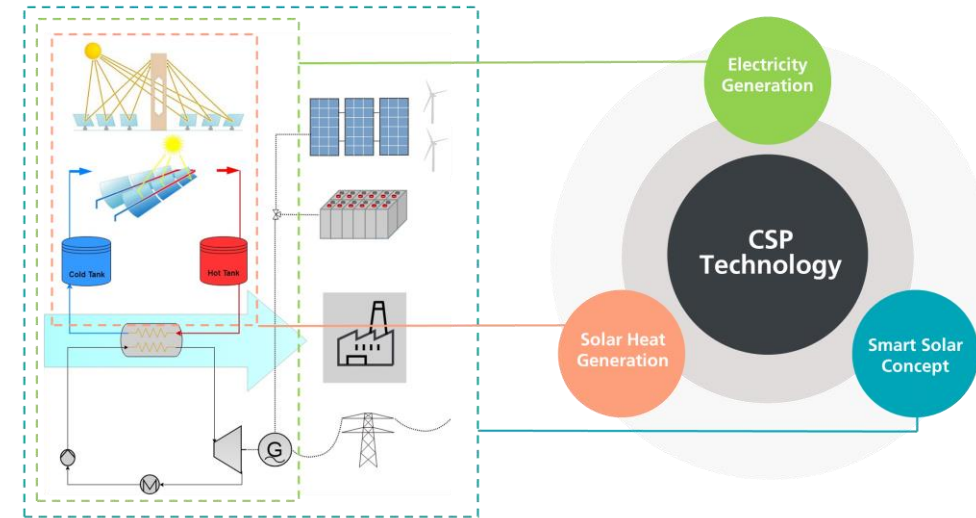 Cold Tank
Hot Tank
G
M
Electricity
Generation
CSP
Technology
Solar Heat
Generation
Smart Solar
Concept